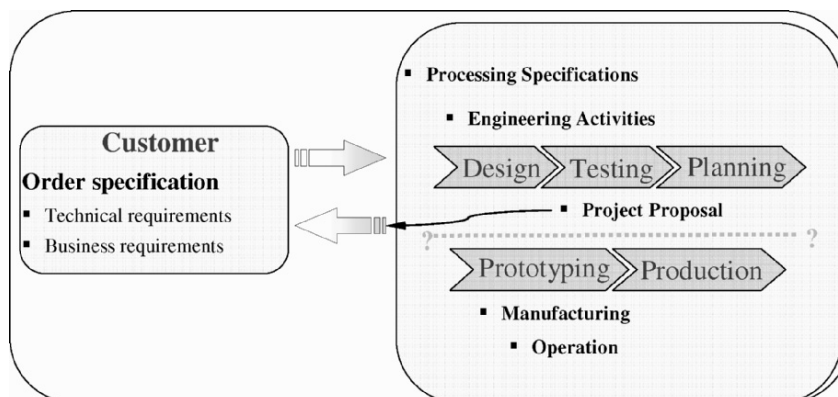 Customer
Order specification
▪ Technical requirements
▪ Business requirements
▪ Processing Specifications
▪ Engineering Activities
Design Testing Planning
▪ Project Proposal
? ?
Prototyping Production
▪ Manufacturing
▪ Operation